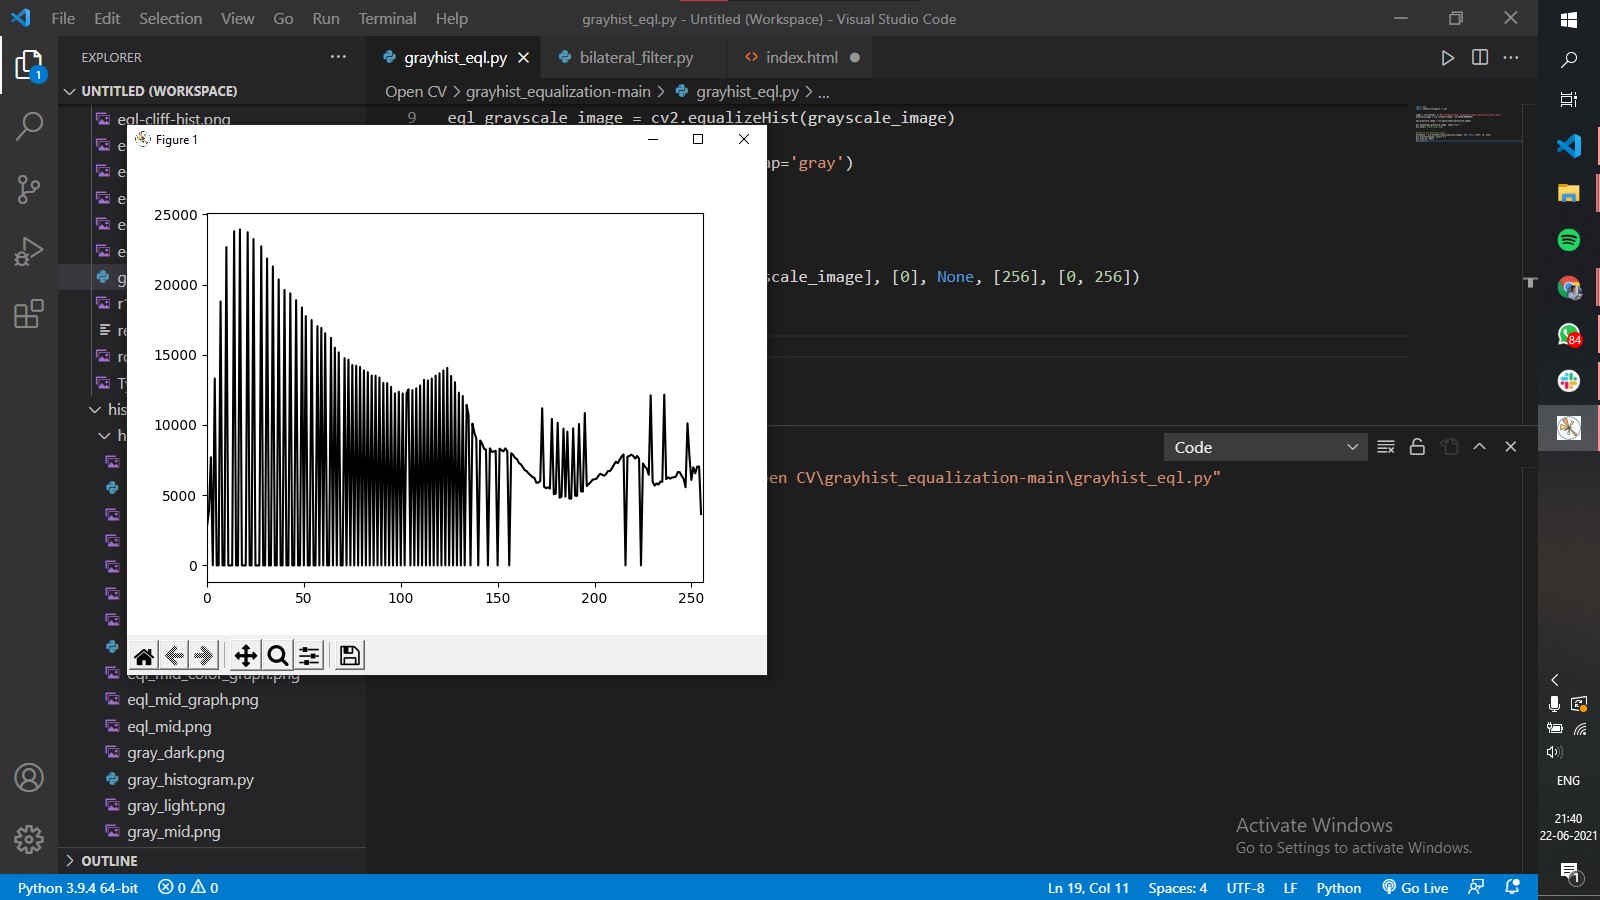 File Edit Selection View Go Run Terminal Help
grayhist_eql.py - Untitled (Workspace) - Visual Studio Code
EXPLORER
grayhist_eql.py
bilateral_filter.py
<> index.html
UNTITLED (WORKSPACE)
Open CV > grayhist_equalization-main > grayhist_eql.py > ...
eql-cliff-hist.png
9 eql_grayscale_image = cv2.equalizeHist(grayscale_image)
Figure 1
ap='gray')
scale_image], [0], None, [256], [0, 256])
25000
20000
15000
10000
5000
0
0 50 100 150 200 250
his
h
Code
en CV\grayhist_equalization-main\grayhist_eql.py"
eql_mid_color_graph.png
eql_mid_graph.png
eql_mid.png
gray_dark.png
gray_histogram.py
gray_light.png
gray_mid.png
OUTLINE
Activate Windows
Go to Settings to activate Windows.
Python 3.9.4 64-bit
0 0
Ln 19, Col 11
Spaces: 4
UTF-8
LF
Python
Go Live
1
84
ENG
21:40
22-06-2021
1